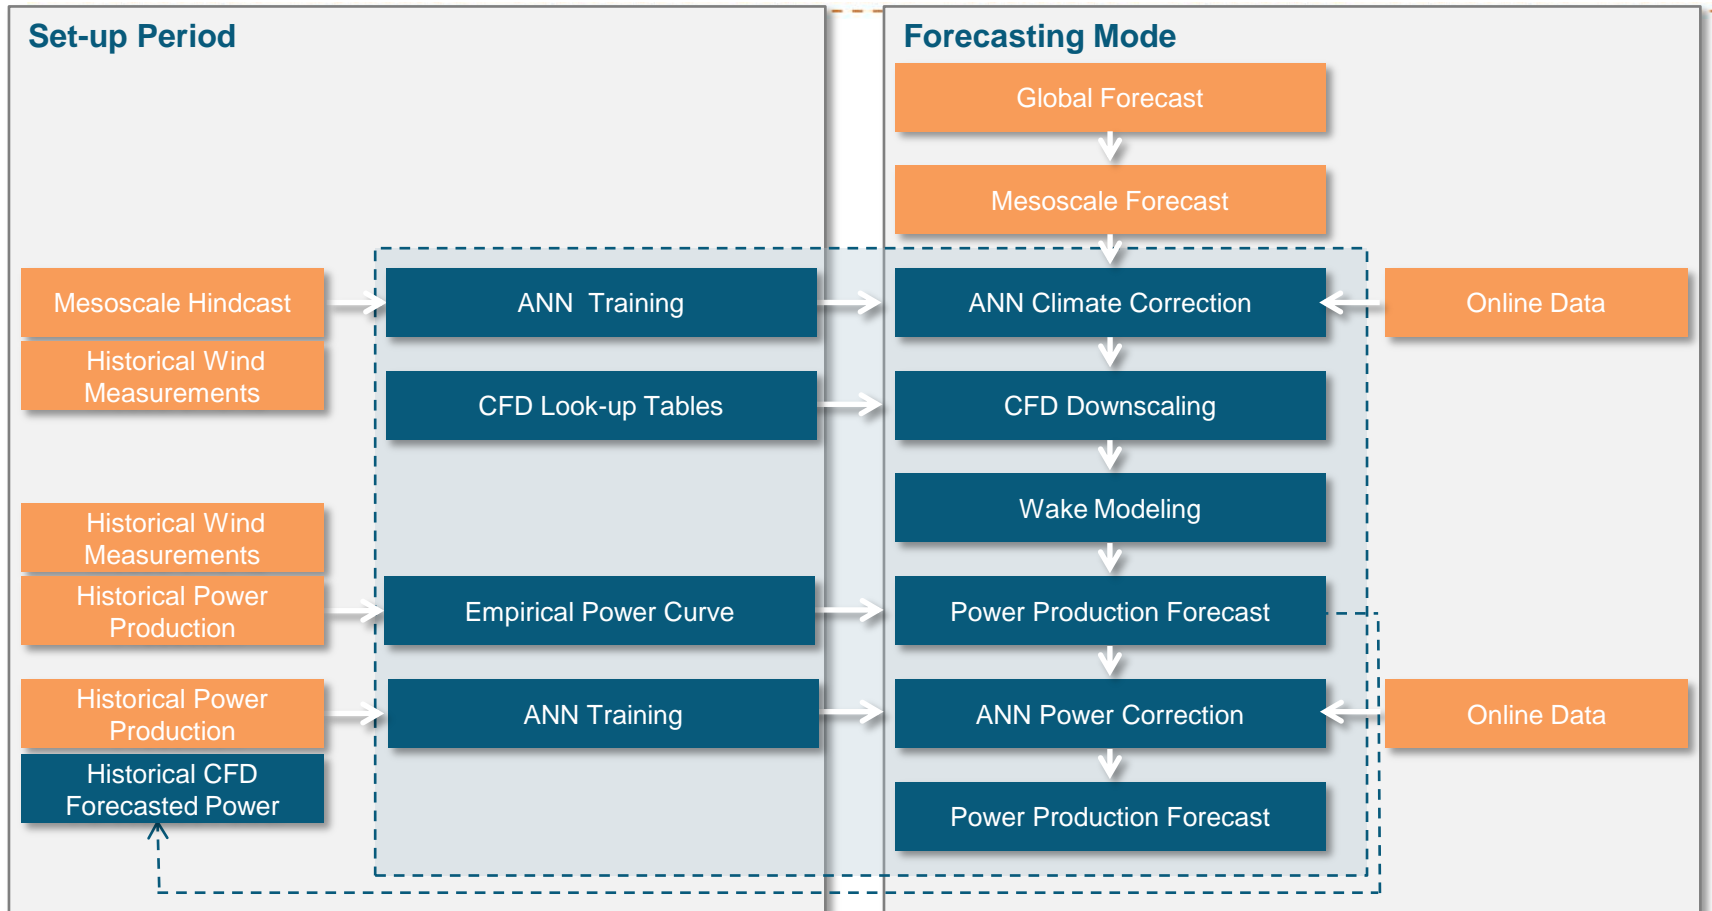 Set-up Period
Mesoscale Hindcast
Historical Wind
Measurements
ANN Training
CFD Look-up Tables
Historical Wind
Measurements
Historical Power
Production
Empirical Power Curve
Historical Power
Production
Historical CFD
Forecasted Power
ANN Training
Forecasting Mode
Global Forecast
Mesoscale Forecast
ANN Climate Correction
Online Data
CFD Downscaling
Wake Modeling
Power Production Forecast
ANN Power Correction
Online Data
Power Production Forecast